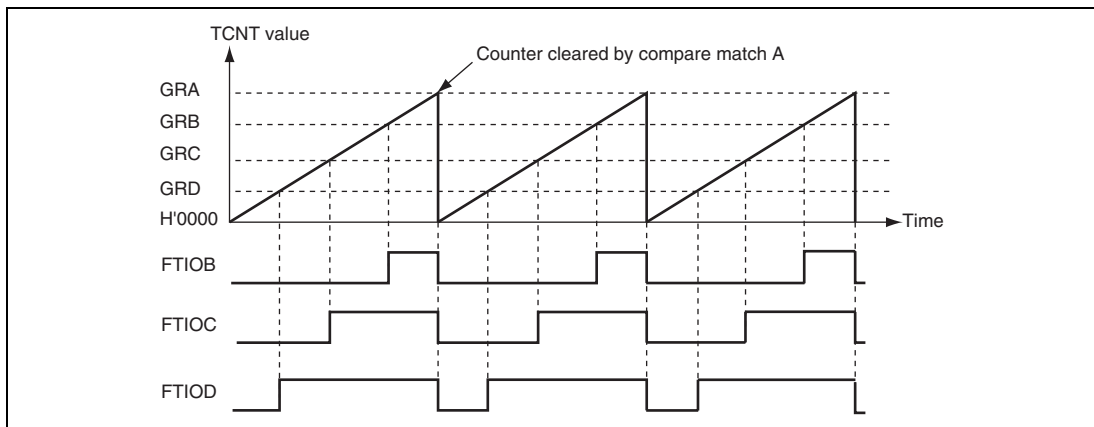 TCNT value
Counter cleared by compare match A
GRA
GRB
GRC
GRD
H'0000
Time
FTIOB
FTIOC
FTIOD